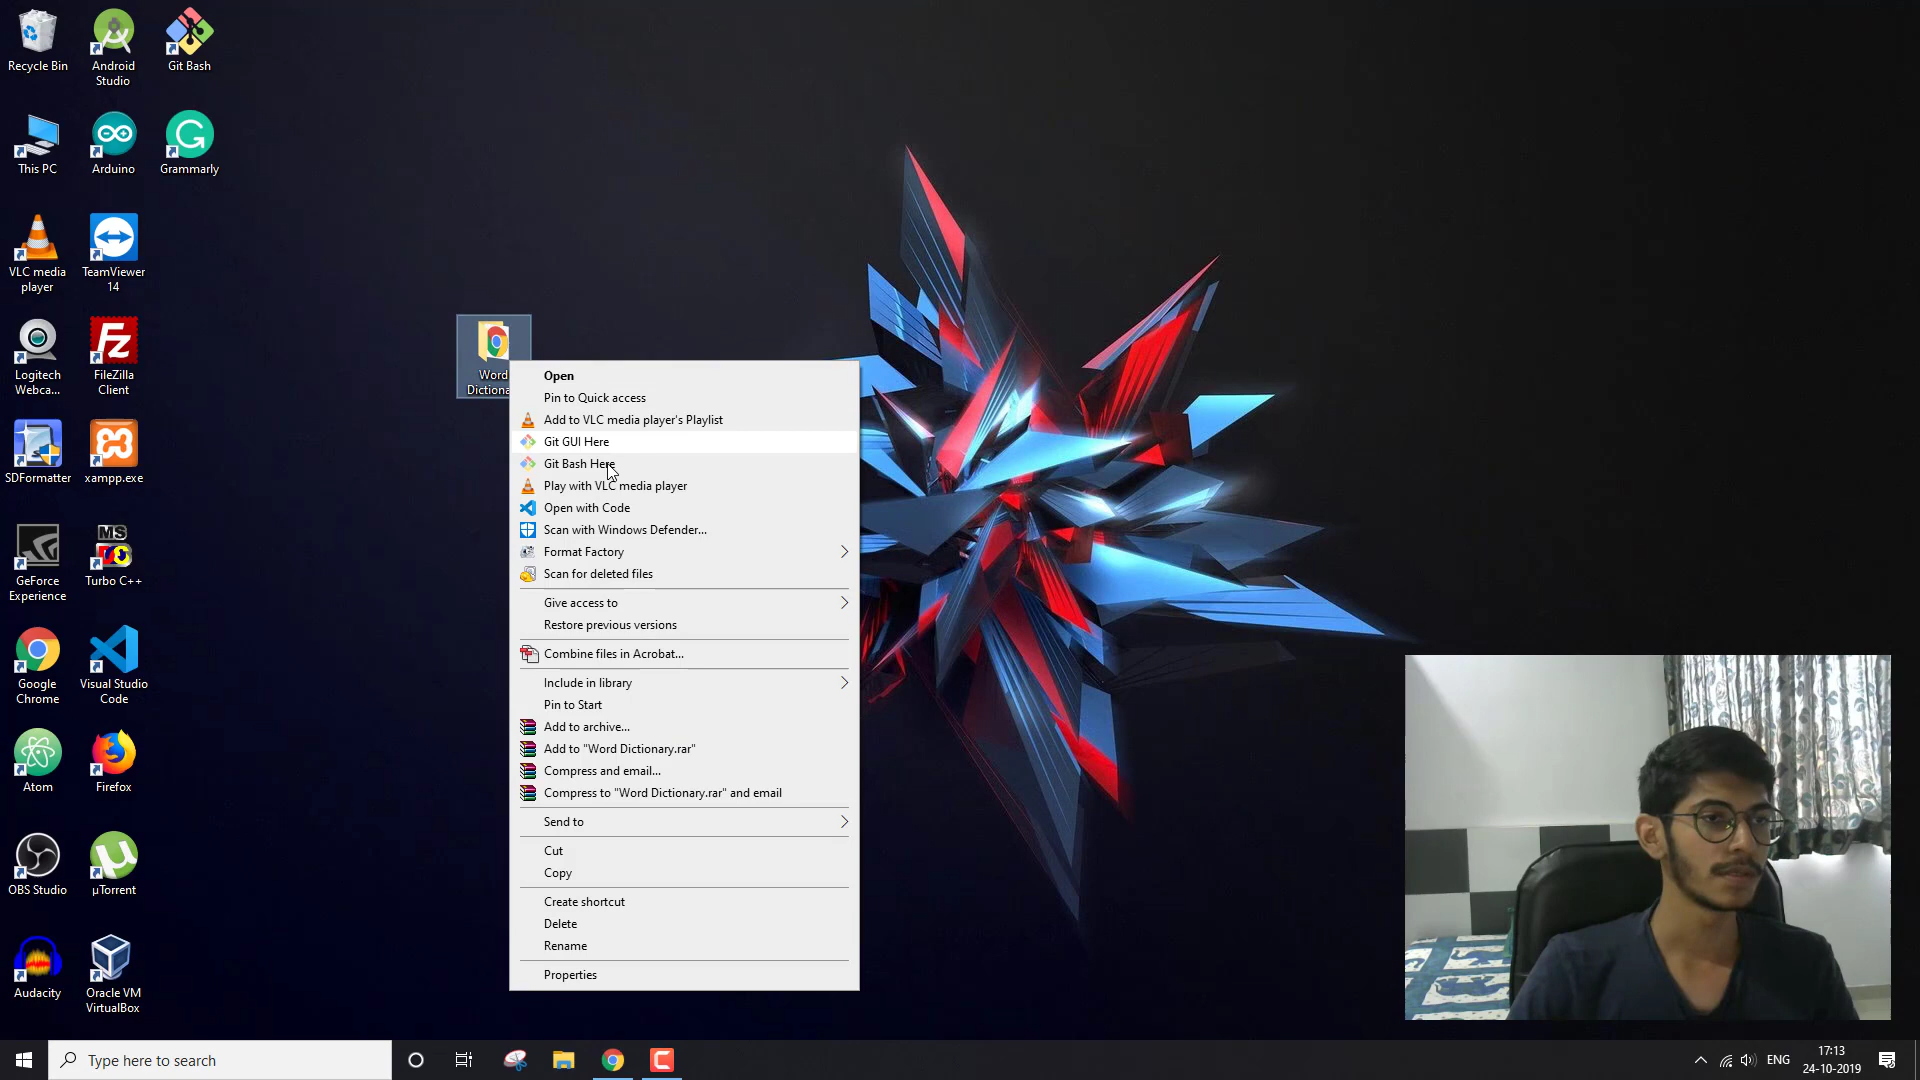 Recycle Bin
Android
Studio
Git Bash
This PC
Arduino
Grammarly
VLC media
player
TeamViewer
14
Logitech
Webca...
FileZilla
Client
SDFormatter
xampp.exe
GeForce
Experience
MS
Turbo C++
Google
Chrome
Visual Studio
Code
Atom
Firefox
OBS Studio
µTorrent
Audacity
Oracle VM
VirtualBox
Word
Dictiona
Open
Pin to Quick access
Add to VLC media player's Playlist
Git GUI Here
Git Bash Here
Play with VLC media player
Open with Code
Scan with Windows Defender...
Format Factory
Scan for deleted files
Give access to
Restore previous versions
Combine files in Acrobat...
Include in library
Pin to Start
Add to archive...
Add to "Word Dictionary.rar"
Compress and email...
Compress to "Word Dictionary.rar" and email
Send to
Cut
Copy
Create shortcut
Delete
Rename
Properties
Type here to search
ENG
17:13
24-10-2019